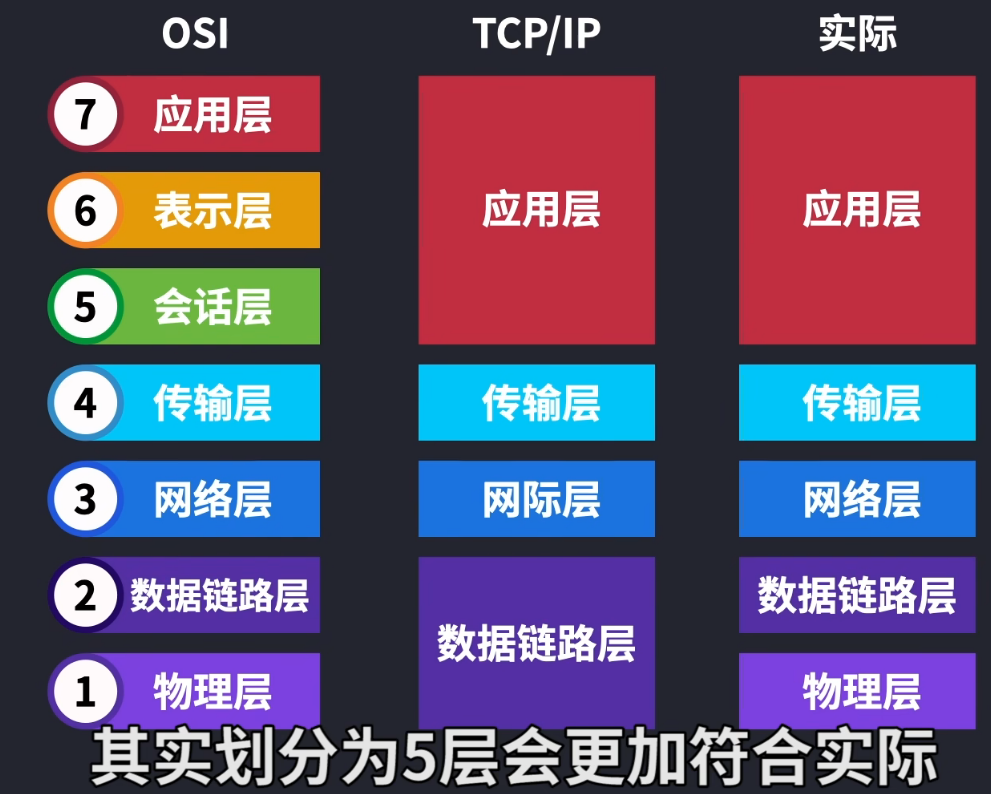 OSI TCP/IP 实际
7 应用层
6 表示层 应用层 应用层
5 会话层
4 传输层 传输层 传输层
3 网络层 网际层 网络层
2 数据链路层 数据链路层
数据链路层
1 物理层 物理层
其实划分为5层会更加符合实际